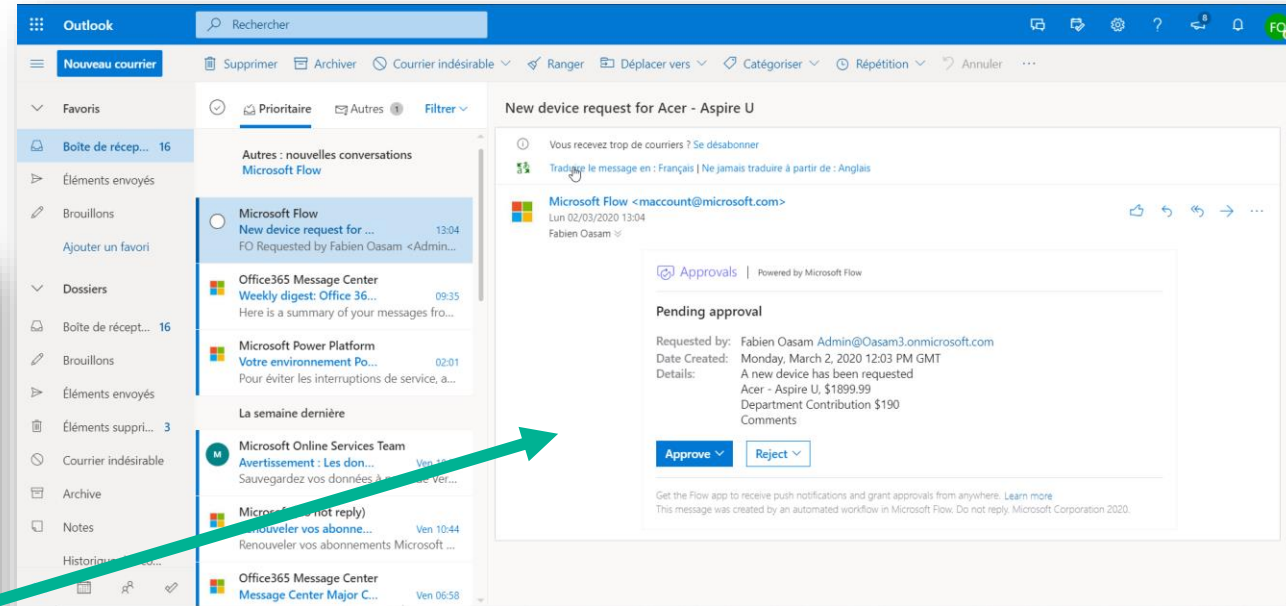 Outlook
Rechercher
8
FO
Nouveau courrier
Supprimer Archiver Courrier indésirable Ranger Déplacer vers Catégoriser Répétition Annuler ...
Favoris
Boîte de récep... 16
Éléments envoyés
Brouillons
Ajouter un favori
Dossiers
Boîte de récept... 16
Brouillons
Éléments envoyés
Éléments suppri... 3
Courrier indésirable
Archive
Notes
Prioritaire Autres 1 Filtrer
Autres : nouvelles conversations
Microsoft Flow
Microsoft Flow
New device request for ... 13:04
FO Requested by Fabien Oasam <Admin...
Office365 Message Center
Weekly digest: Office 36... 09:35
Here is a summary of your messages fro...
Microsoft Power Platform
Votre environnement Po... 02:01
Pour éviter les interruptions de service, a...
La semaine dernière
M
Microsoft Online Services Team
Avertissement : Les don... Ven
Sauvegardez vos données
not reply)
vos abonne... Ven 10:44
Renouveler vos abonnements Microsoft ...
Office365 Message Center
Message Center Major C... Ven 06:58
New device request for Acer - Aspire U
Vous recevez trop de courriers ? Se désabonner
Traduire le message en : Français | Ne jamais traduire à partir de : Anglais
Microsoft Flow <maccount@microsoft.com>
Lun 02/03/2020 13:04
Fabien Oasam
Approvals | Powered by Microsoft Flow
Pending approval
Requested by: Fabien Oasam Admin@Oasam3.onmicrosoft.com
Date Created: Monday, March 2, 2020 12:03 PM GMT
Details: A new device has been requested
Acer - Aspire U, $1899.99
Department Contribution $190
Comments
Approve Reject
Get the Flow app to receive push notifications and grant approvals from anywhere. Learn more
This message was created by an automated workflow in Microsoft Flow. Do not reply. Microsoft Corporation 2020.